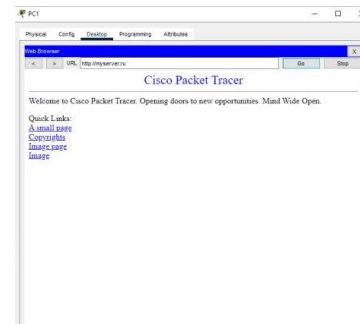 PC1
Physical Config Desktop Programming Attributes
Web Browser X
< > URL http://myserver.ru Go Stop
Cisco Packet Tracer
Welcome to Cisco Packet Tracer. Opening doors to new opportunities. Mind Wide Open.
Quick Links:
A small page
Copyrights
Image page
Image